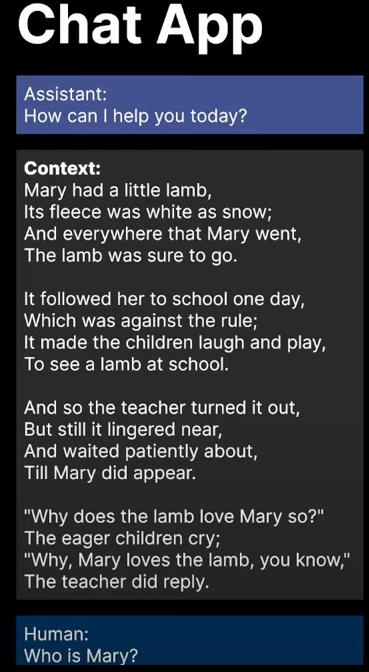 Chat App
Assistant:
How can I help you today?
Context:
Mary had a little lamb,
Its fleece was white as snow;
And everywhere that Mary went,
The lamb was sure to go.
It followed her to school one day,
Which was against the rule;
It made the children laugh and play,
To see a lamb at school.
And so the teacher turned it out,
But still it lingered near,
And waited patiently about,
Till Mary did appear.
"Why does the lamb love Mary so?"
The eager children cry;
"Why, Mary loves the lamb, you know,"
The teacher did reply.
Human:
Who is Mary?